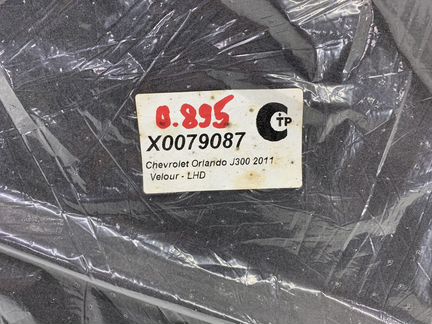 0.895
CTP
X0079087
Chevrolet Orlando J300 2011
Velour - LHD